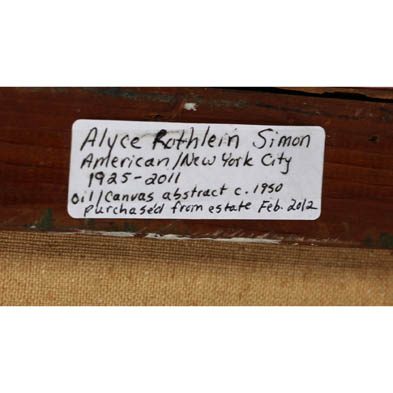 Alyce Rothlein Simon
American/New York City
1925-2011
oil/canvas abstract c. 1950
purchased from estate Feb. 2012